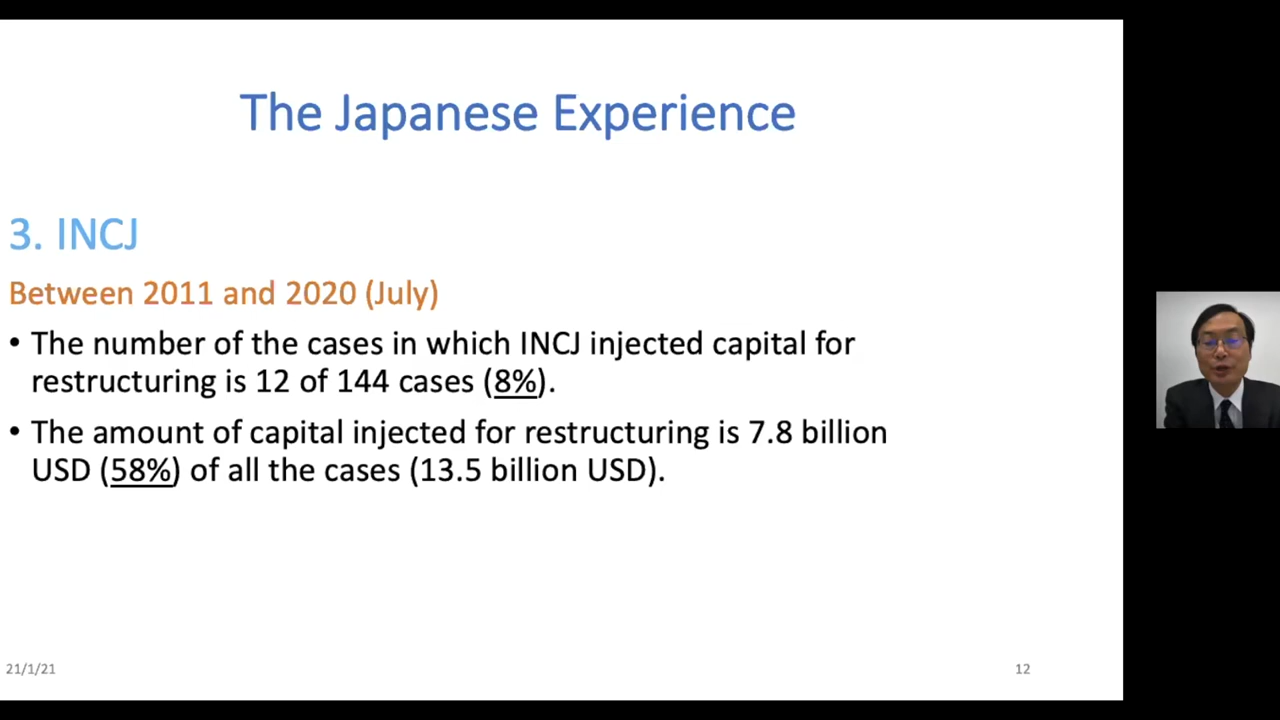 The Japanese Experience
3. INCJ
Between 2011 and 2020 (July)
• The number of the cases in which INCJ injected capital for
restructuring is 12 of 144 cases (8%).
• The amount of capital injected for restructuring is 7.8 billion
USD (58%) of all the cases (13.5 billion USD).
21/1/21
12